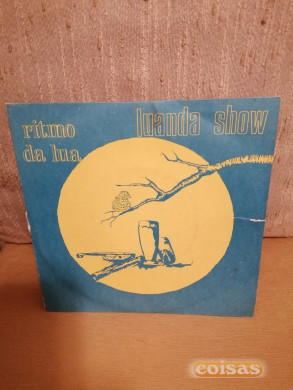 ritmo
da lua
luanda show
coisas